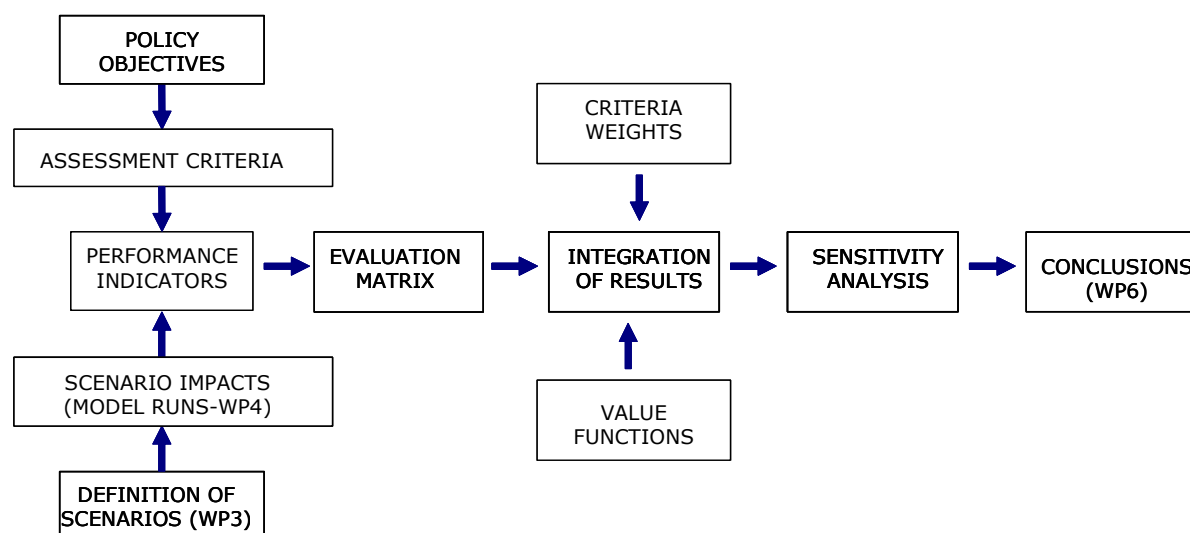 POLICY
OBJECTIVES
ASSESSMENT CRITERIA
PERFORMANCE
INDICATORS
SCENARIO IMPACTS
(MODEL RUNS-WP4)
DEFINITION OF
SCENARIOS (WP3)
EVALUATION
MATRIX
CRITERIA
WEIGHTS
INTEGRATION
OF RESULTS
VALUE
FUNCTIONS
SENSITIVITY
ANALYSIS
CONCLUSIONS
(WP6)